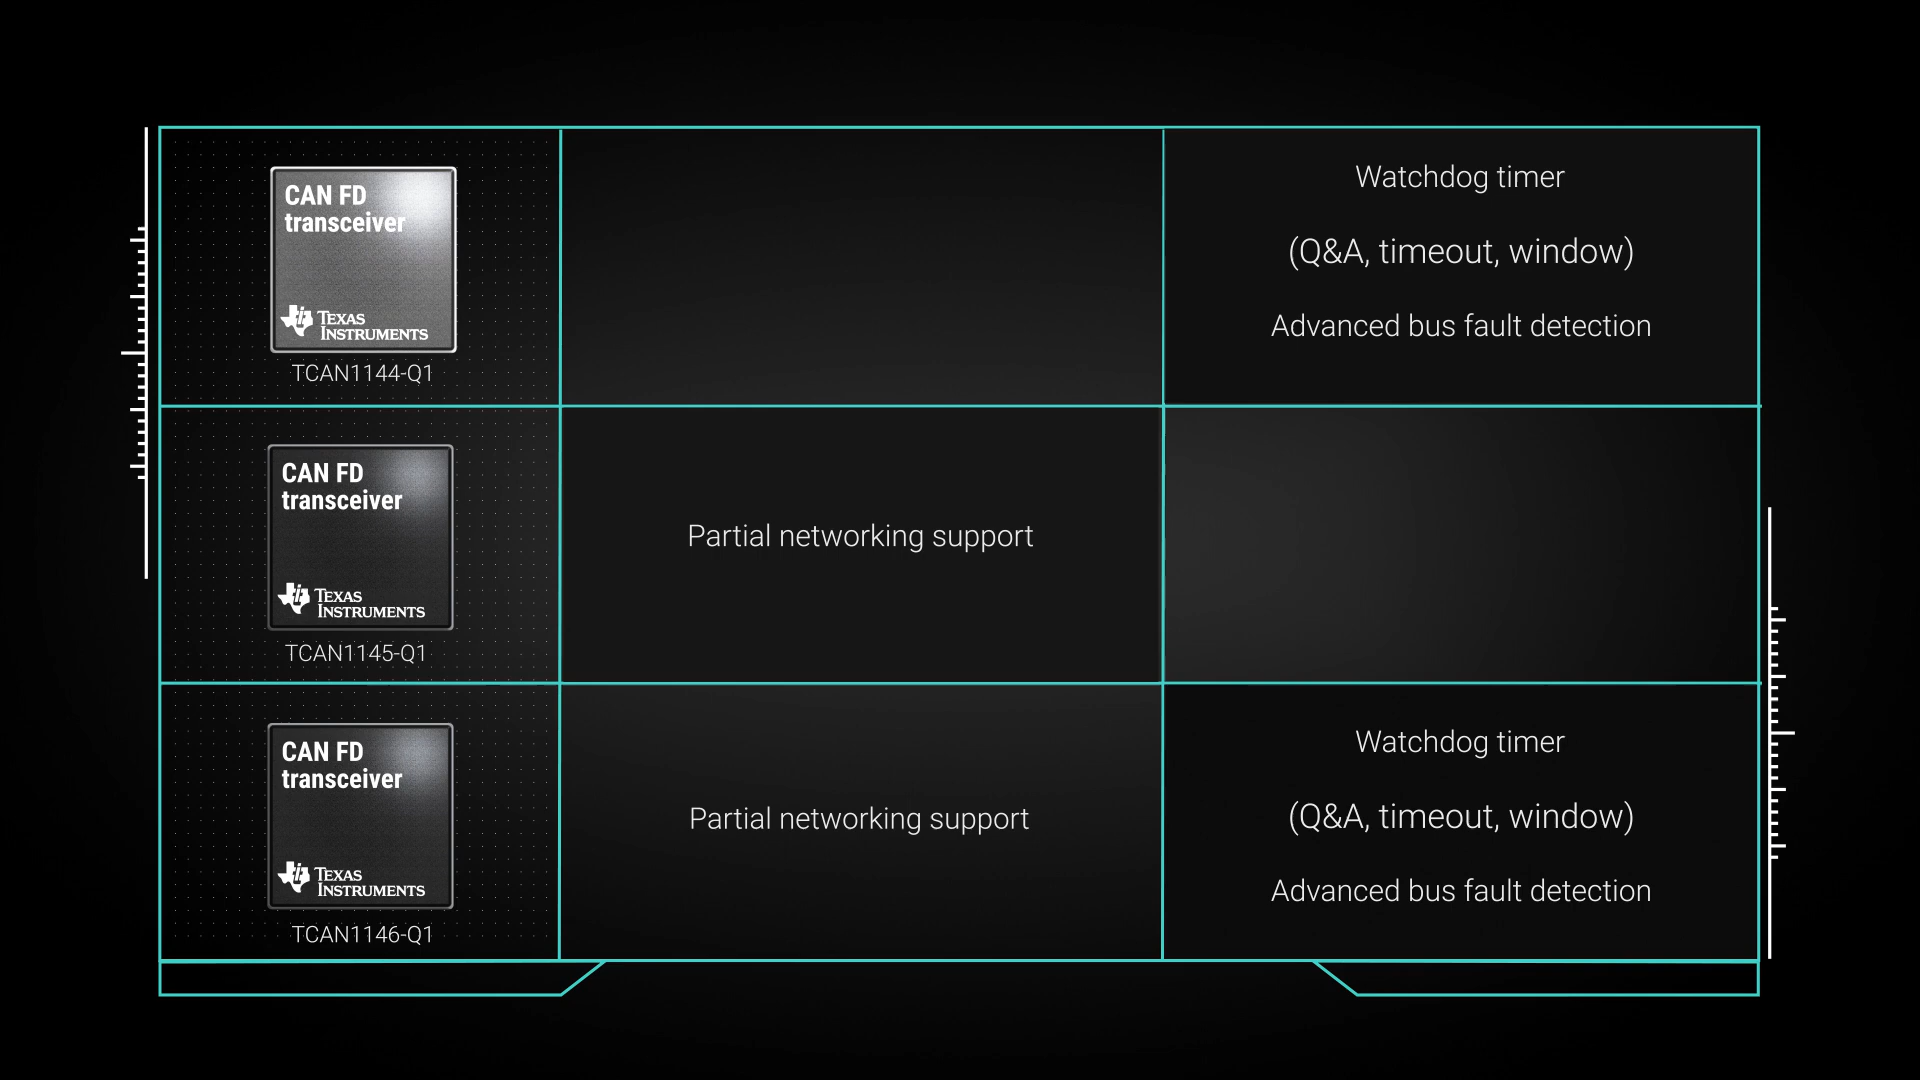 CAN FD
transceiver
TEXAS
INSTRUMENTS
TCAN1144-Q1
Watchdog timer
(Q&A, timeout, window)
Advanced bus fault detection
CAN FD
transceiver
TEXAS
INSTRUMENTS
TCAN1145-Q1
Partial networking support
CAN FD
transceiver
TEXAS
INSTRUMENTS
TCAN1146-Q1
Partial networking support
Watchdog timer
(Q&A, timeout, window)
Advanced bus fault detection